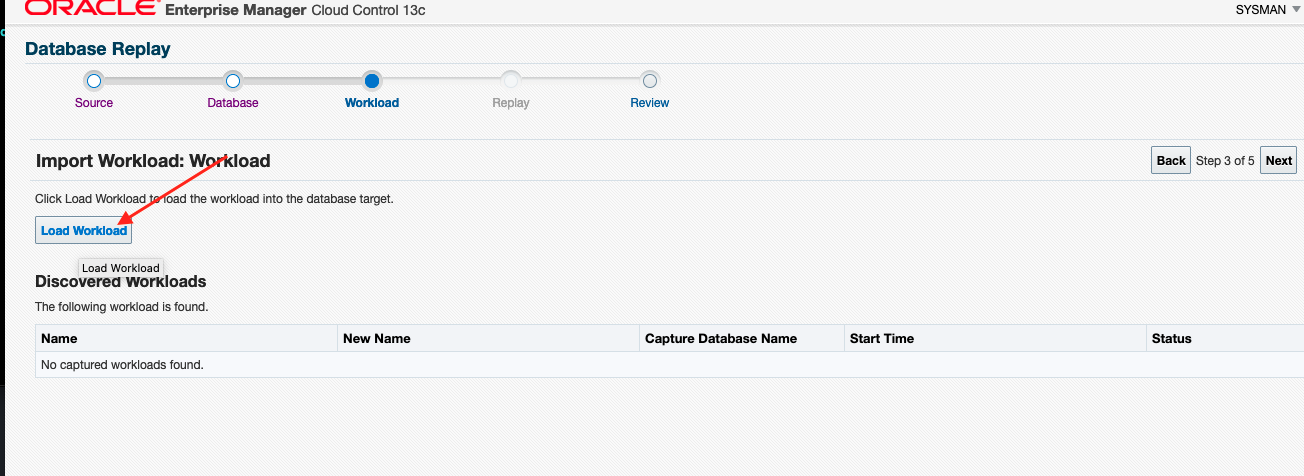 ORACLE Enterprise Manager Cloud Control 13c
SYSMAN
Database Replay
Source Database Workload Replay Review
Import Workload: Workload
Back Step 3 of 5 Next
Click Load Workload to load the workload into the database target.
Load Workload
Load Workload
Discovered Workloads
The following workload is found.
Name New Name Capture Database Name Start Time Status
No captured workloads found.